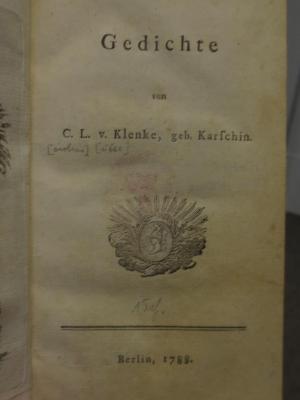 Gedichte
von
C. L. v. Klenke, geb. Karſchin.
Berlin, 1788.